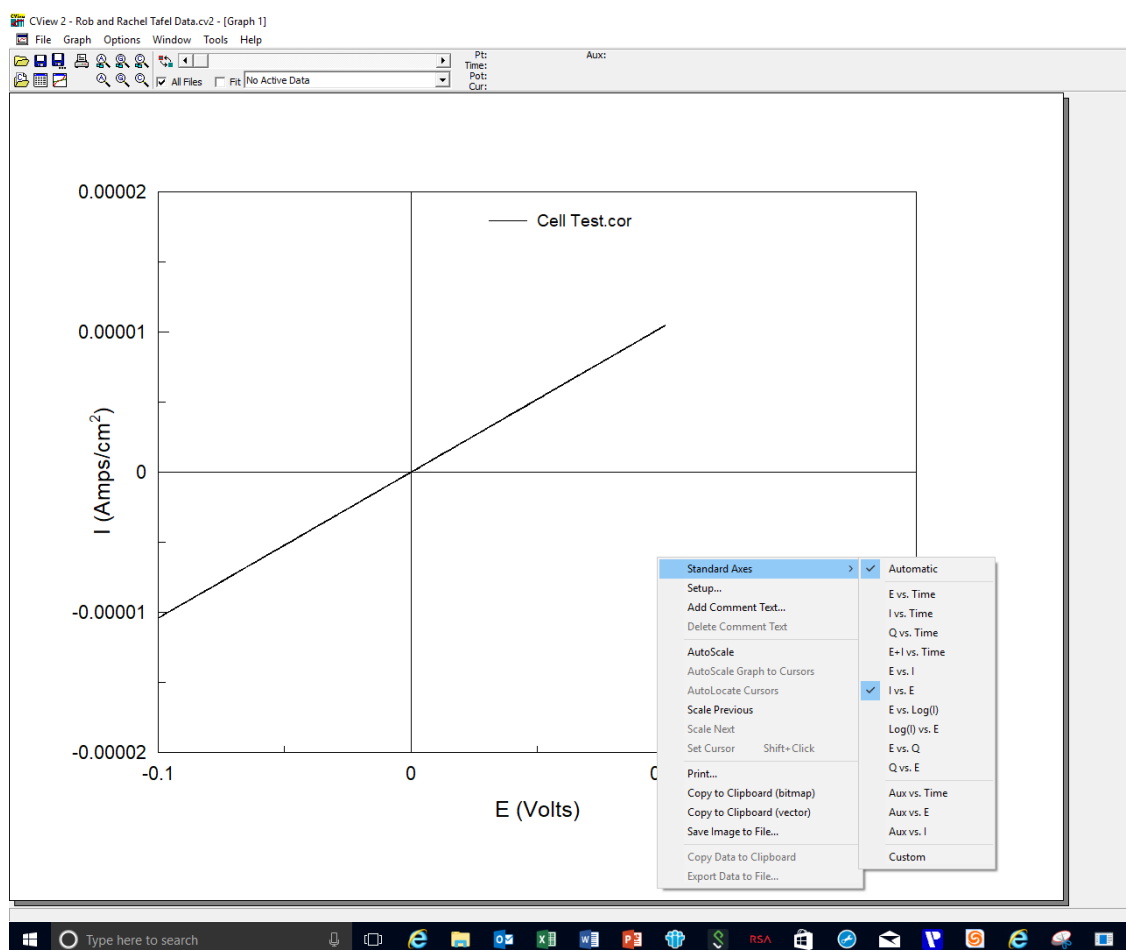 CView 2 - Rob and Rachel Tafel Data.cv2 - [Graph 1]
File Graph Options Window Tools Help
Pt: Aux:
Time:
Pot:
Cur:
All Files Fit No Active Data
0.00002
Cell Test.cor
0.00001
I (Amps/cm²)
0
-0.00001
-0.00002
-0.1 0 0
E (Volts)
Standard Axes
Setup...
Add Comment Text...
Delete Comment Text
AutoScale
AutoScale Graph to Cursors
AutoLocate Cursors
Scale Previous
Scale Next
Set Cursor Shift+Click
Print...
Copy to Clipboard (bitmap)
Copy to Clipboard (vector)
Save Image to File...
Copy Data to Clipboard
Export Data to File...
Automatic
E vs. Time
I vs. Time
Q vs. Time
E+I vs. Time
E vs. I
I vs. E
E vs. Log(I)
Log(I) vs. E
E vs. Q
Q vs. E
Aux vs. Time
Aux vs. E
Aux vs. I
Custom
Type here to search
RSA